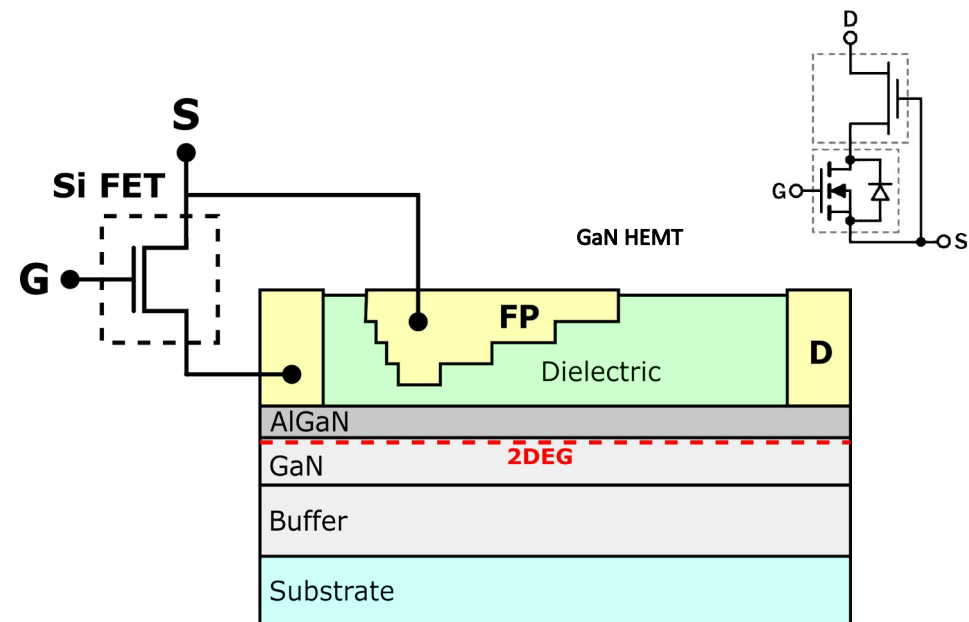 D
S
Si FET
G
S
GaN HEMT
G
FP
D
Dielectric
AlGaN
2DEG
GaN
Buffer
Substrate